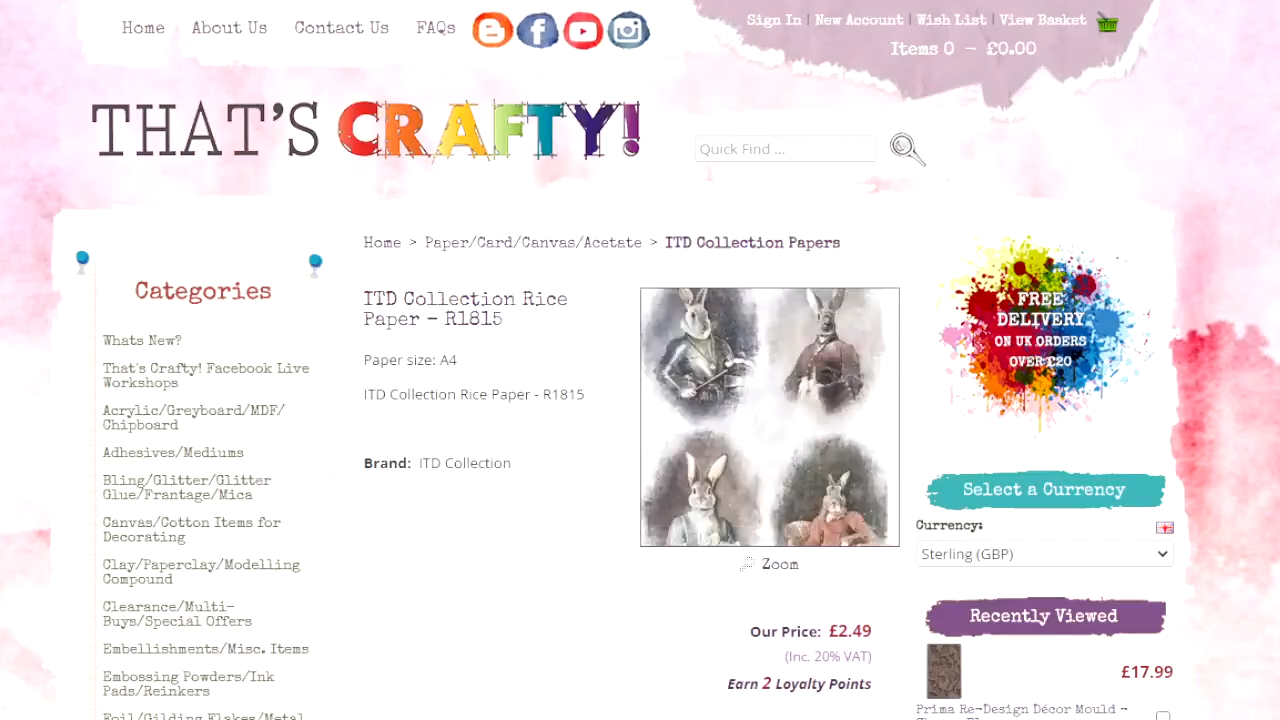 Home About Us Contact Us FAQs
Sign In | New Account | Wish List | View Basket
Items 0 - £0.00
THAT'S CRAFTY!
Quick Find ...
Categories
Whats New?
That's Crafty! Facebook Live
Workshops
Acrylic/Greyboard/MDF/
Chipboard
Adhesives/Mediums
Bling/Glitter/Glitter
Glue/Frantage/Mica
Canvas/Cotton Items for
Decorating
Clay/Paperclay/Modelling
Compound
Clearance/Multi-
Buys/Special Offers
Embellishments/Misc. Items
Embossing Powders/Ink
Pads/Reinkers
Foil/Gilding Flakes/Metal
Home > Paper/Card/Canvas/Acetate > ITD Collection Papers
ITD Collection Rice
Paper - R1815
Paper size: A4
ITD Collection Rice Paper - R1815
Brand: ITD Collection
Zoom
Our Price: £2.49
(Inc. 20% VAT)
Earn 2 Loyalty Points
FREE
DELIVERY
ON UK ORDERS
OVER £20
Select a Currency
Currency:
Sterling (GBP)
Recently Viewed
£17.99
Prima Re-Design Décor Mould -